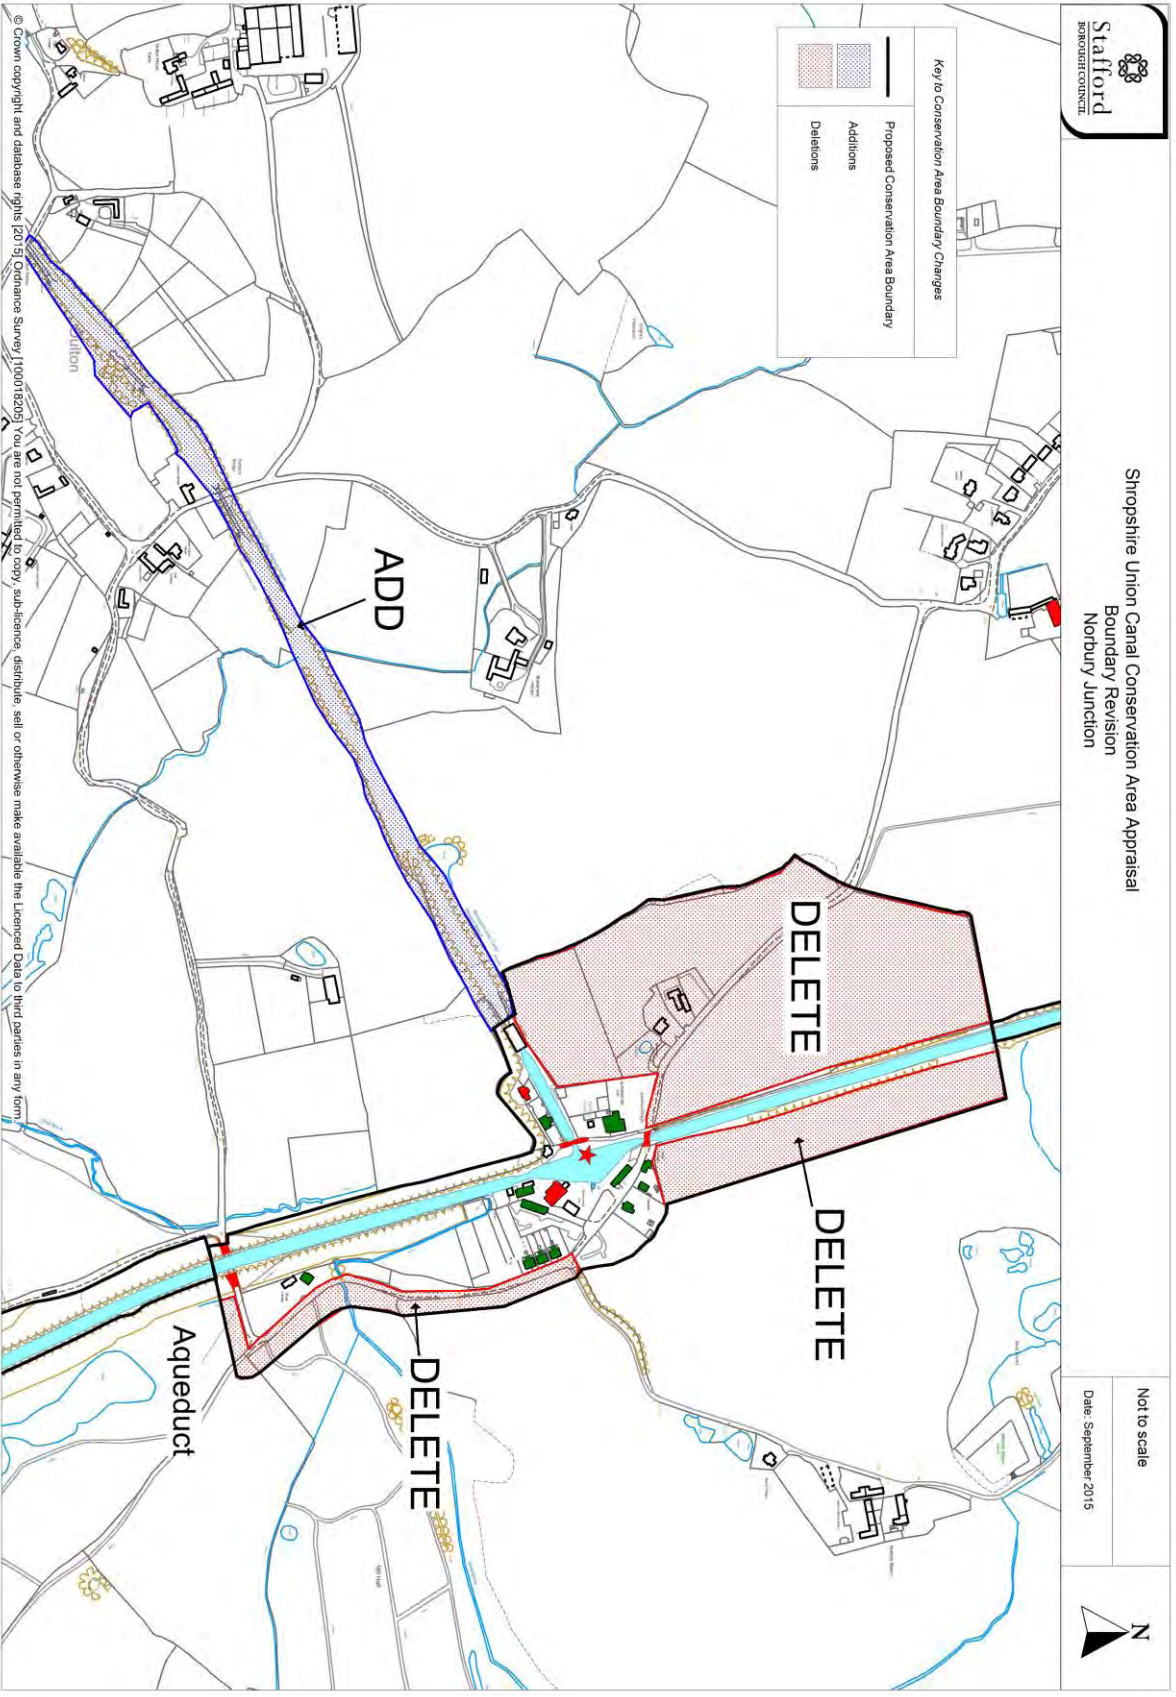 Stafford
BOROUGH COUNCIL
Shropshire Union Canal Conservation Area Appraisal
Boundary Revision
Norbury Junction
Not to scale
Date: September 2015
N
Key to Conservation Area Boundary Changes
Proposed Conservation Area Boundary
Additions
Deletions
DELETE
DELETE
ADD
DELETE
Aqueduct
Oulton
Mill Haft
© Crown copyright and database rights [2015] Ordnance Survey [100018205] You are not permitted to copy, sub-licence, distribute, sell or otherwise make available the Licenced Data to third parties in any form